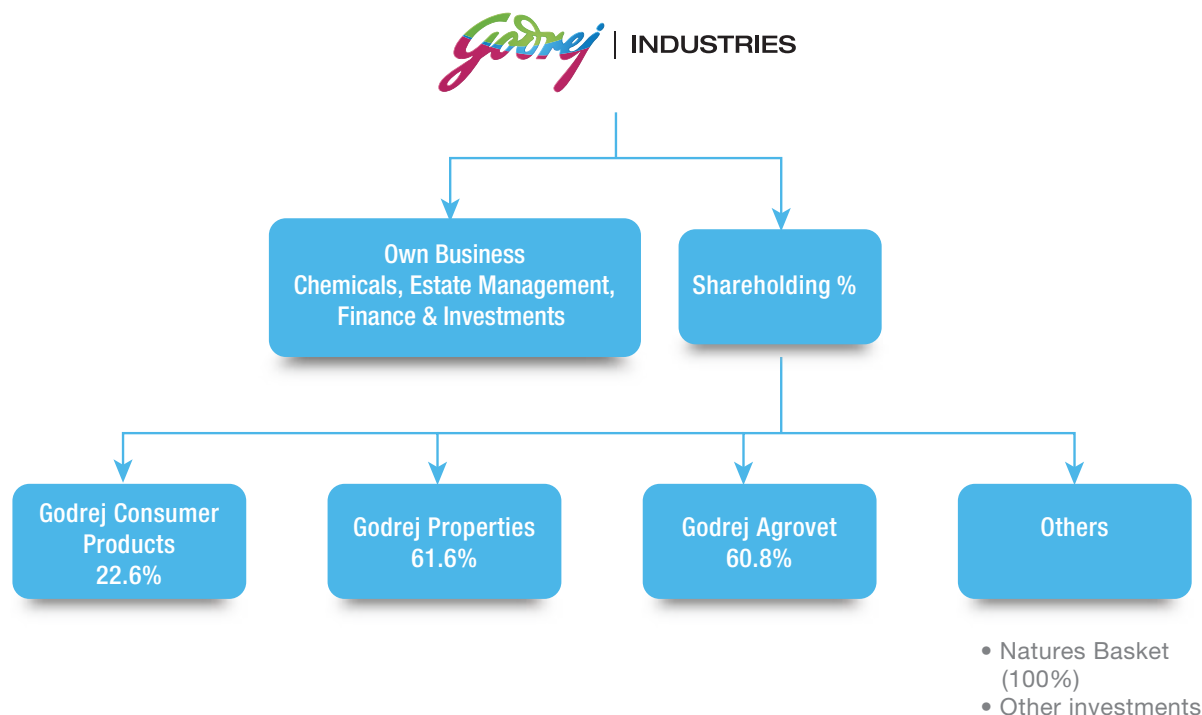 Godrej | INDUSTRIES
Own Business
Chemicals, Estate Management,
Finance & Investments
Shareholding %
Godrej Consumer
Products
22.6%
Godrej Properties
61.6%
Godrej Agrovet
60.8%
Others
• Natures Basket
(100%)
• Other investments